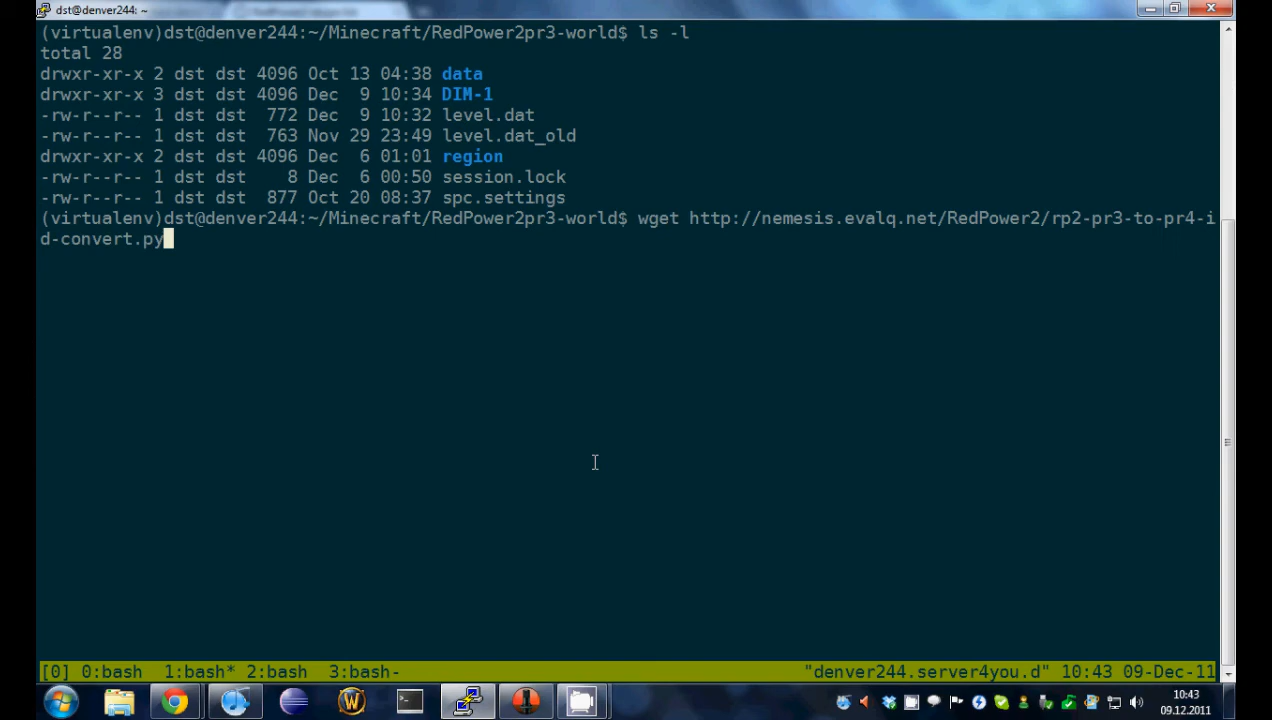 dst@denver244: ~
(virtualenv)dst@denver244:~/Minecraft/RedPower2pr3-world$ ls -l
total 28
drwxr-xr-x 2 dst dst 4096 Oct 13 04:38 data
drwxr-xr-x 3 dst dst 4096 Dec  9 10:34 DIM-1
-rw-r--r-- 1 dst dst  772 Dec  9 10:32 level.dat
-rw-r--r-- 1 dst dst  763 Nov 29 23:49 level.dat_old
drwxr-xr-x 2 dst dst 4096 Dec  6 01:01 region
-rw-r--r-- 1 dst dst    8 Dec  6 00:50 session.lock
-rw-r--r-- 1 dst dst  877 Oct 20 08:37 spc.settings
(virtualenv)dst@denver244:~/Minecraft/RedPower2pr3-world$ wget http://nemesis.evalq.net/RedPower2/rp2-pr3-to-pr4-i
d-convert.py
[0] 0:bash  1:bash* 2:bash  3:bash- "denver244.server4you.d" 10:43 09-Dec-11
10:43
09.12.2011